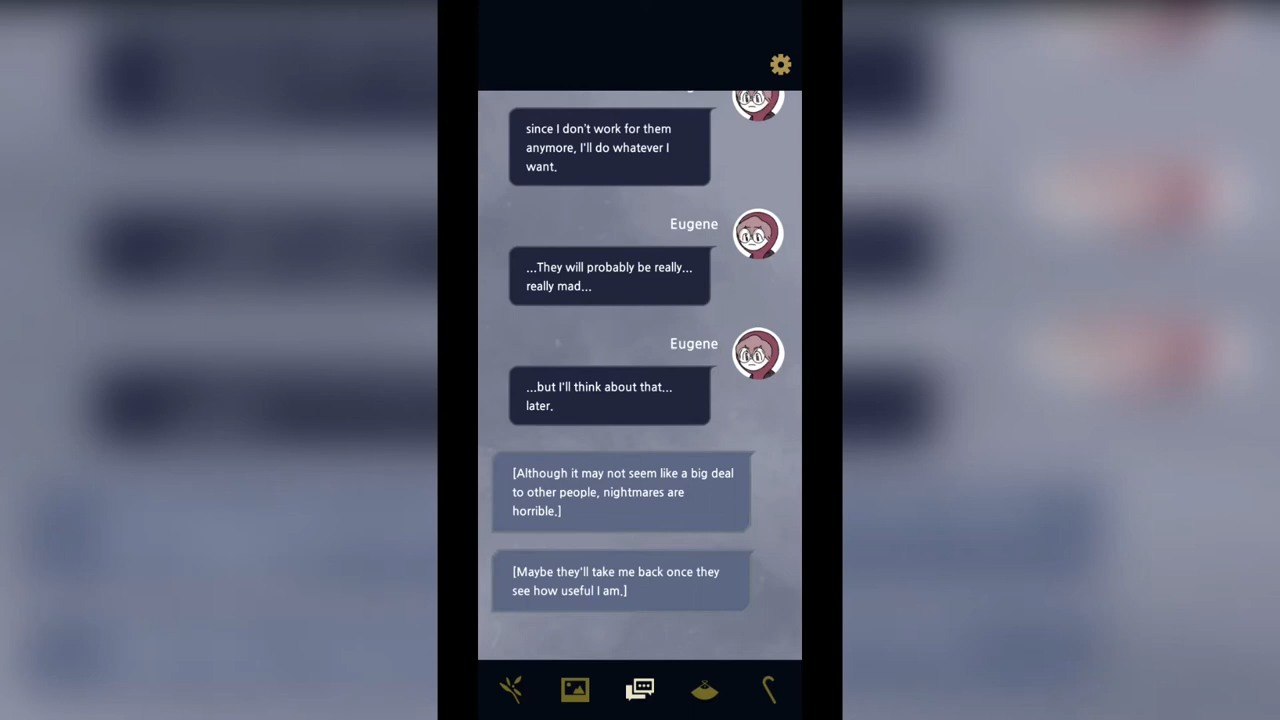 since I don't work for them
anymore, I'll do whatever I
want.
Eugene
...They will probably be really...
really mad...
Eugene
...but I'll think about that...
later.
[Although it may not seem like a big deal
to other people, nightmares are
horrible.]
[Maybe they'll take me back once they
see how useful I am.]